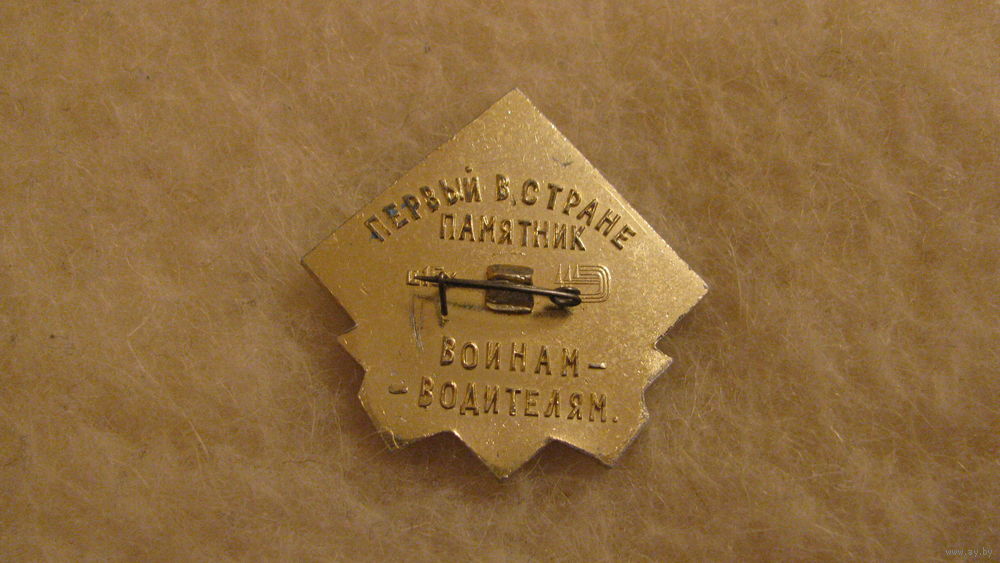 ПЕРВЫЙ В СТРАНЕ
ПАМЯТНИК
ВОИНАМ-
-ВОДИТЕЛЯМ.
www.ay.by